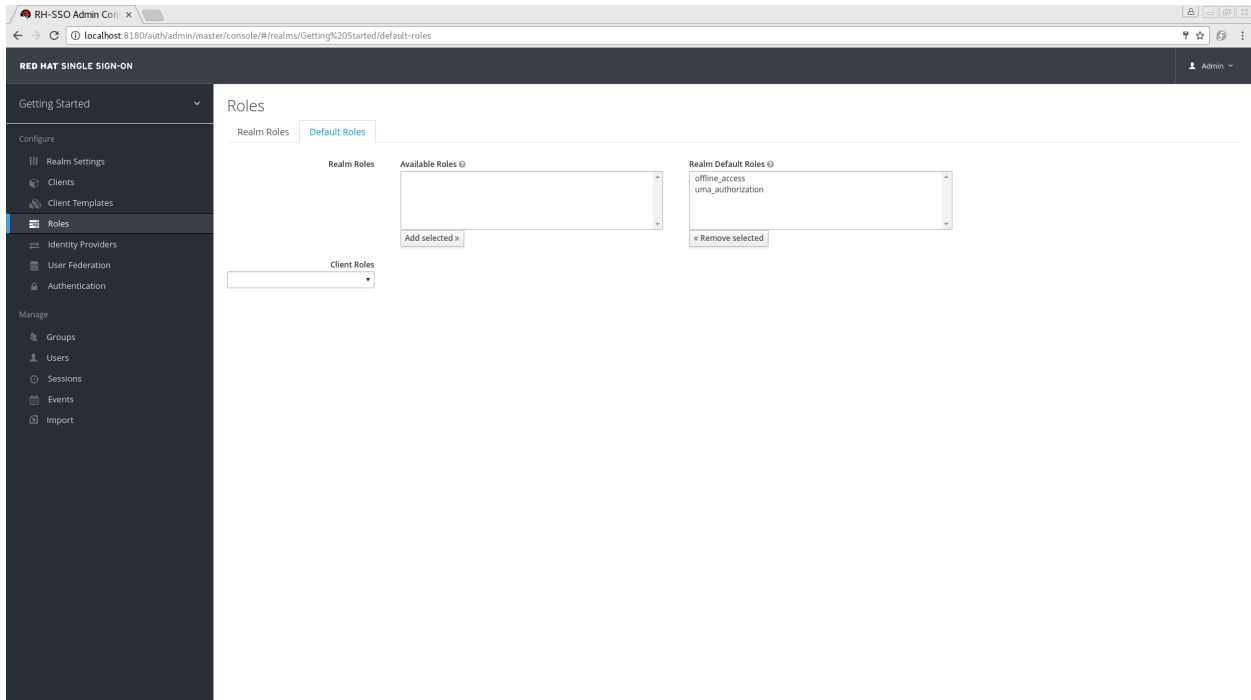 RH-SSO Admin Con
localhost:8180/auth/admin/master/console/#/realms/Getting%20Started/default-roles
RED HAT SINGLE SIGN-ON
Admin
Getting Started
Configure
Realm Settings
Clients
Client Templates
Roles
Identity Providers
User Federation
Authentication
Manage
Groups
Users
Sessions
Events
Import
Roles
Realm Roles
Default Roles
Realm Roles
Available Roles
Add selected »
Realm Default Roles
offline_access
uma_authorization
« Remove selected
Client Roles